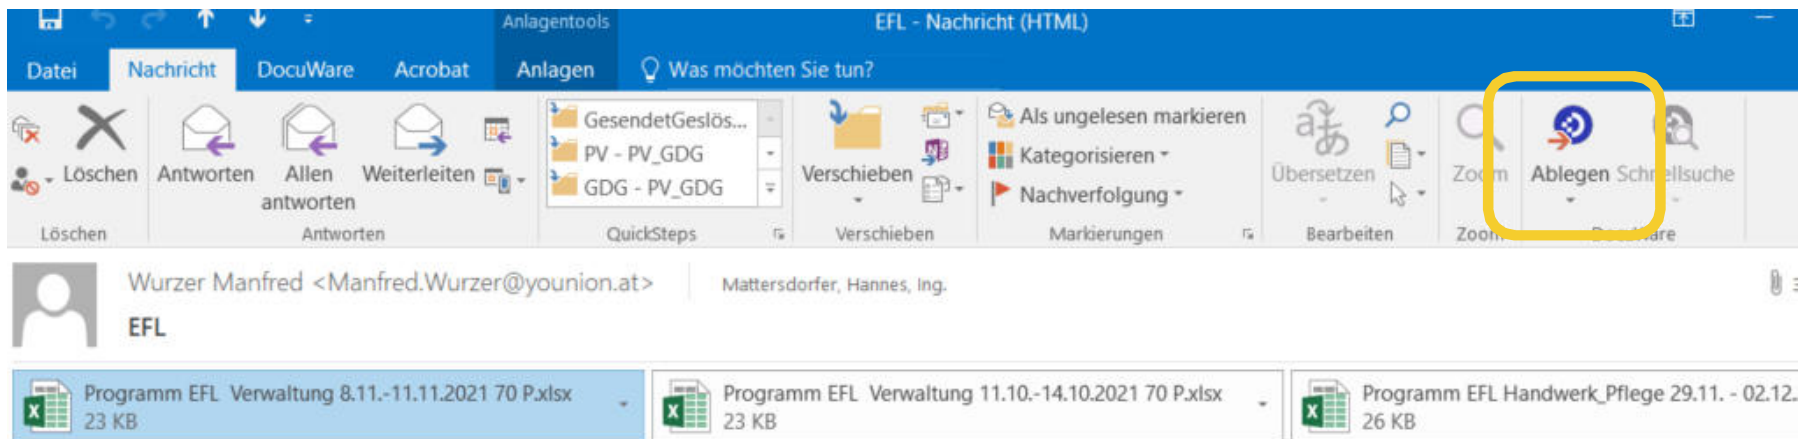 Anlagentools
EFL - Nachricht (HTML)
Datei Nachricht DocuWare Acrobat Anlagen Was möchten Sie tun?
Löschen
Antworten
Allen antworten
Weiterleiten
GesendetGeslös...
PV - PV_GDG
GDG - PV_GDG
Verschieben
Als ungelesen markieren
Kategorisieren
Nachverfolgung
Übersetzen
Zoom
Ablegen
Schnellsuche
Löschen Antworten QuickSteps Verschieben Markierungen Bearbeiten Zoom DocuWare
Wurzer Manfred <Manfred.Wurzer@younion.at> Mattersdorfer, Hannes, Ing.
EFL
Programm EFL Verwaltung 8.11.-11.11.2021 70 P.xlsx
23 KB
Programm EFL Verwaltung 11.10.-14.10.2021 70 P.xlsx
23 KB
Programm EFL Handwerk_Pflege 29.11. - 02.12.
26 KB